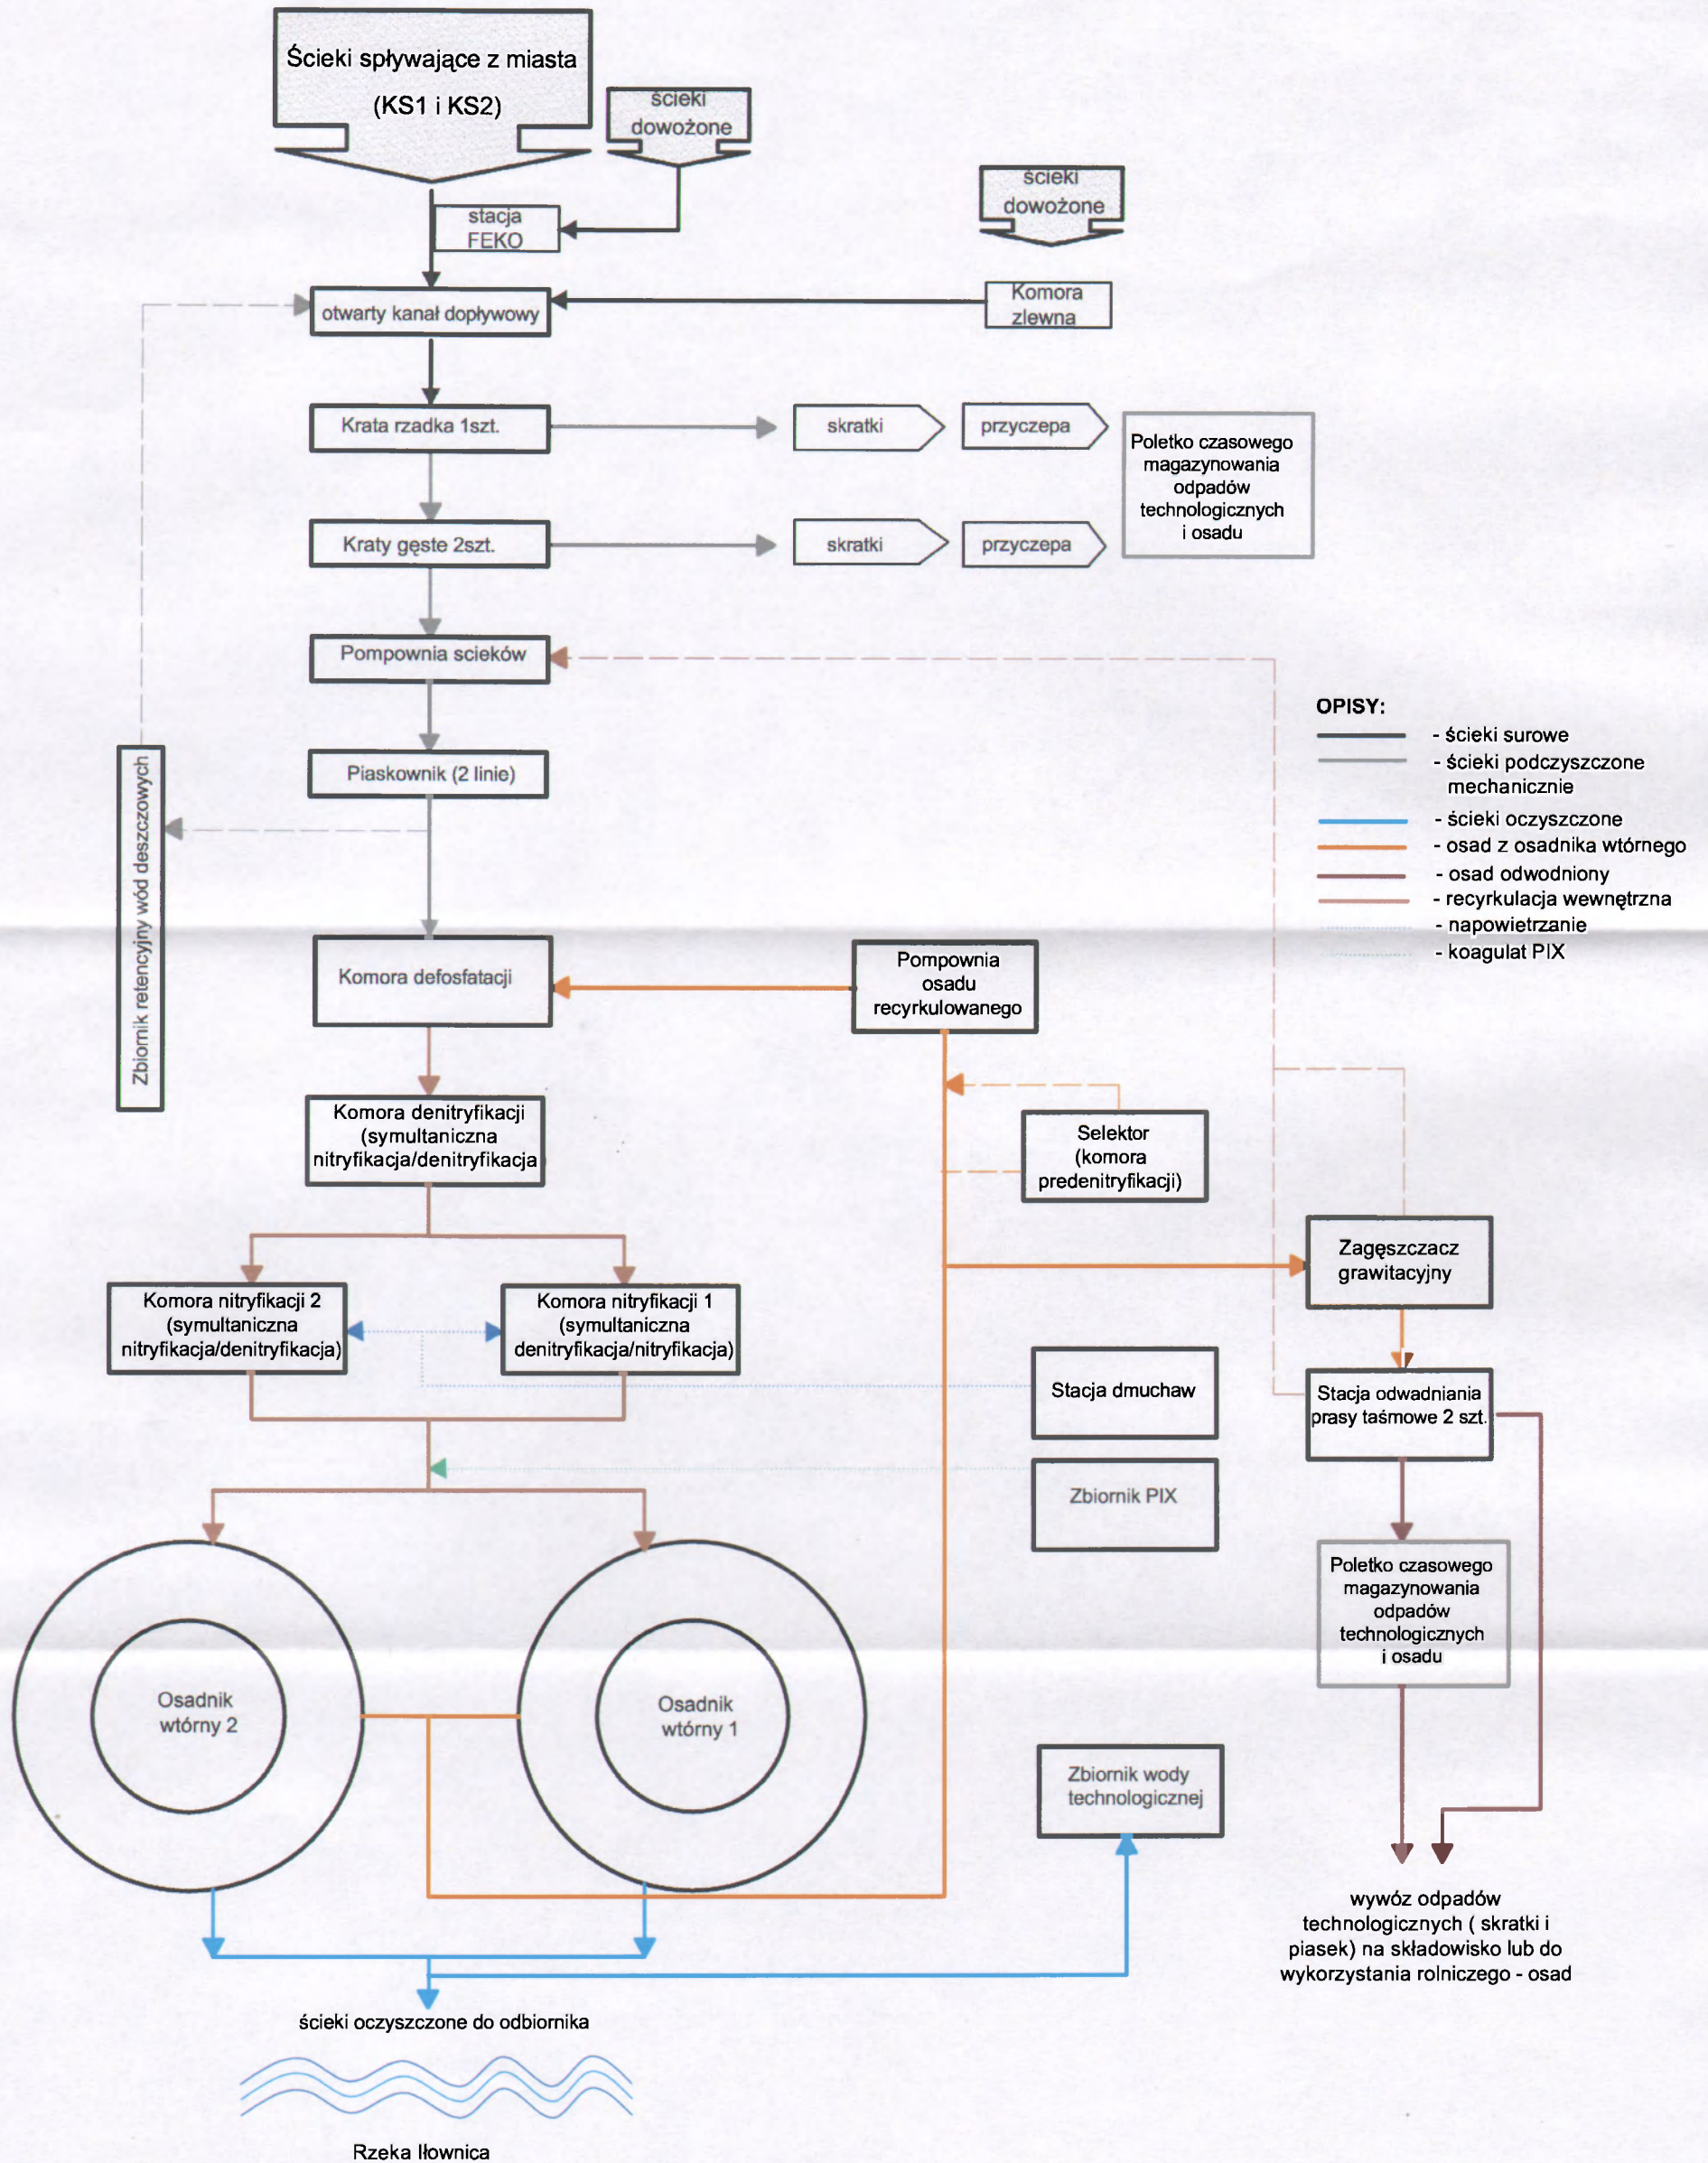 Ścieki spływające z miasta
(KS1 i KS2)
ścieki
dowożone
ścieki
dowożone
stacja
FEKO
otwarty kanał dopływowy
Komora
zlewna
Krata rzadka 1szt.
skratki
przyczepa
Poletko czasowego
magazynowania
odpadów
technologicznych
i osadu
Kraty gęste 2szt.
skratki
przyczepa
Pompownia scieków
Piaskownik (2 linie)
Zbiornik retencyjny wód deszczowych
OPISY:
- ścieki surowe
- ścieki podczyszczone
mechanicznie
- ścieki oczyszczone
- osad z osadnika wtórnego
- osad odwodniony
- recyrkulacja wewnętrzna
- napowietrzanie
- koagulat PIX
Komora defosfatacji
Pompownia
osadu
recyrkulowanego
Komora denitryfikacji
(symultaniczna
nitryfikacja/denitryfikacja)
Selektor
(komora
predenitryfikacji)
Zagęszczacz
grawitacyjny
Komora nitryfikacji 2
(symultaniczna
nitryfikacja/denitryfikacja)
Komora nitryfikacji 1
(symultaniczna
denitryfikacja/nitryfikacja)
Stacja dmuchaw
Stacja odwadniania
prasy taśmowe 2 szt.
Zbiornik PIX
Poletko czasowego
magazynowania
odpadów
technologicznych
i osadu
Osadnik
wtórny 2
Osadnik
wtórny 1
Zbiornik wody
technologicznej
wywóz odpadów
technologicznych ( skratki i
piasek) na składowisko lub do
wykorzystania rolniczego - osad
ścieki oczyszczone do odbiornika
Rzeka Iłownica